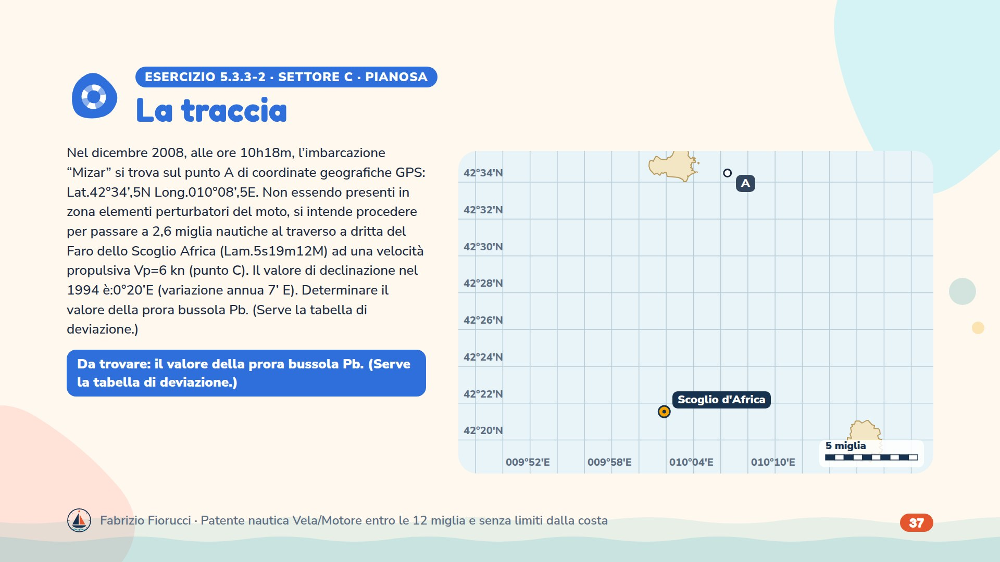 ESERCIZIO 5.3.3-2 · SETTORE C · PIANOSA
La traccia
Nel dicembre 2008, alle ore 10h18m, l’imbarcazione
“Mizar” si trova sul punto A di coordinate geografiche GPS:
Lat.42°34’,5N Long.010°08’,5E. Non essendo presenti in
zona elementi perturbatori del moto, si intende procedere
per passare a 2,6 miglia nautiche al traverso a dritta del
Faro dello Scoglio Africa (Lam.5s19m12M) ad una velocità
propulsiva Vp=6 kn (punto C). Il valore di declinazione nel
1994 è:0°20’E (variazione annua 7’ E). Determinare il
valore della prora bussola Pb. (Serve la tabella di
deviazione.)
Da trovare: il valore della prora bussola Pb. (Serve
la tabella di deviazione.)
42°34'N
A
42°32'N
42°30'N
42°28'N
42°26'N
42°24'N
42°22'N
Scoglio d'Africa
42°20'N
5 miglia
009°52'E
009°58'E
010°04'E
010°10'E
Fabrizio Fiorucci · Patente nautica Vela/Motore entro le 12 miglia e senza limiti dalla costa
37